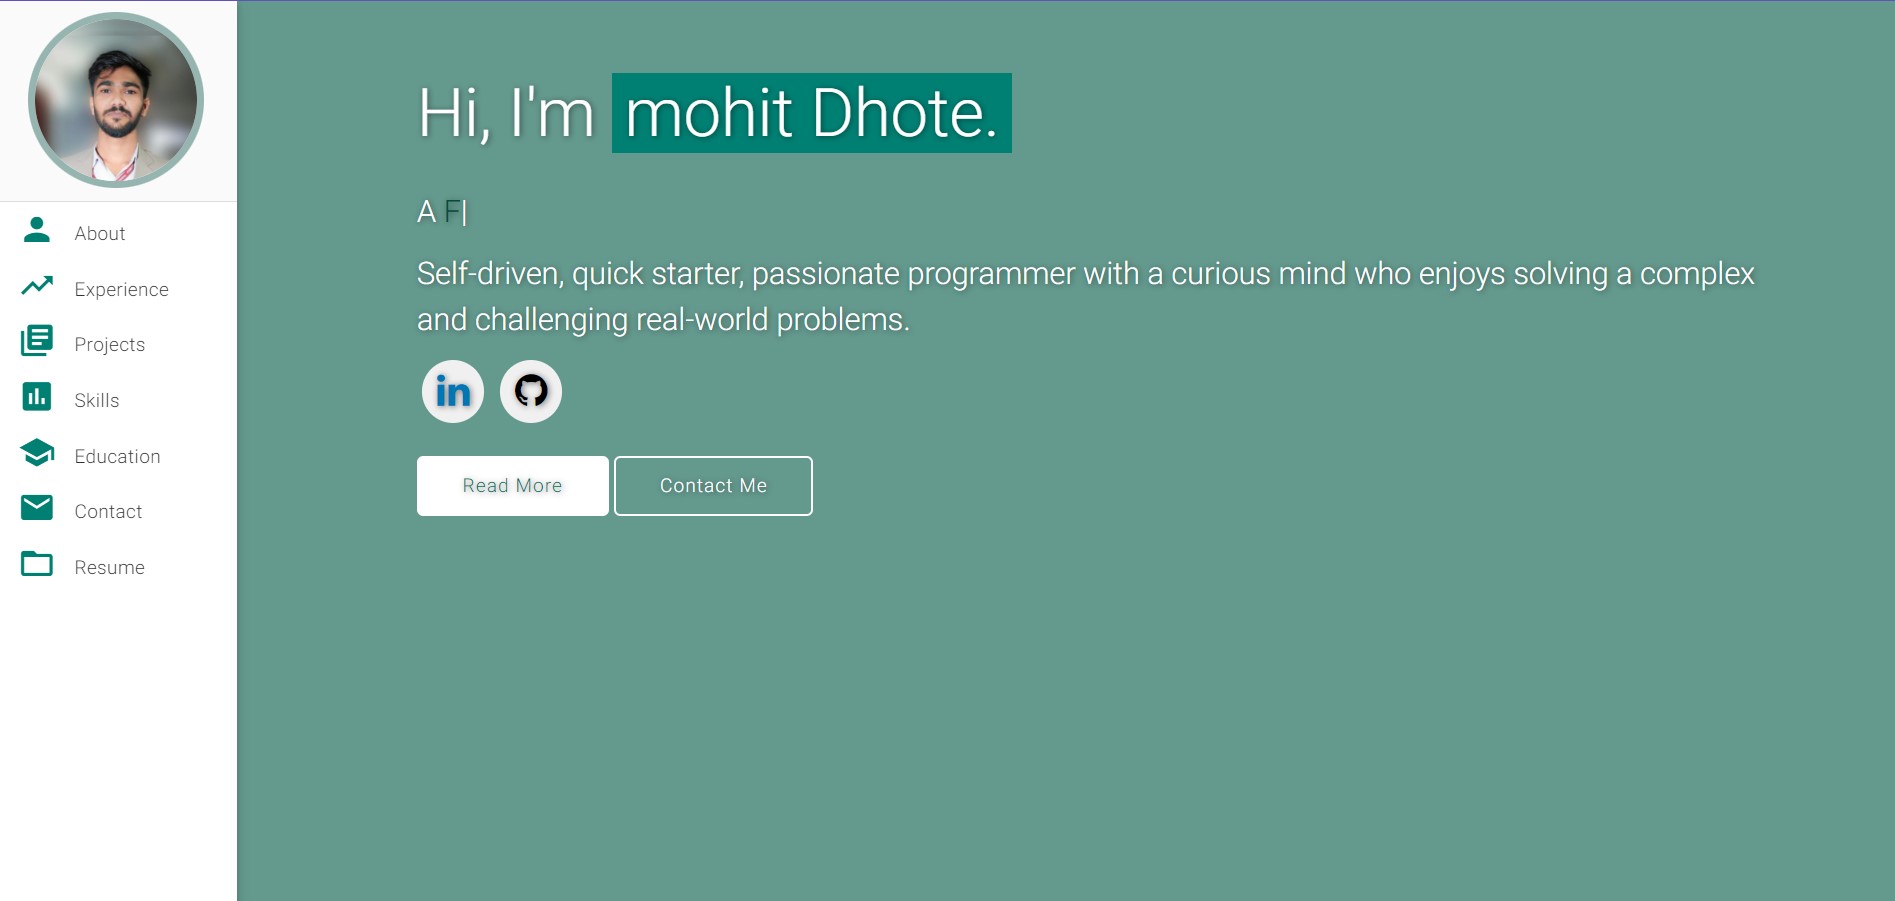 About
Experience
Projects
Skills
Education
Contact
Resume
Hi, I'm mohit Dhote.
A F|
Self-driven, quick starter, passionate programmer with a curious mind who enjoys solving a complex
and challenging real-world problems.
in
Read More
Contact Me